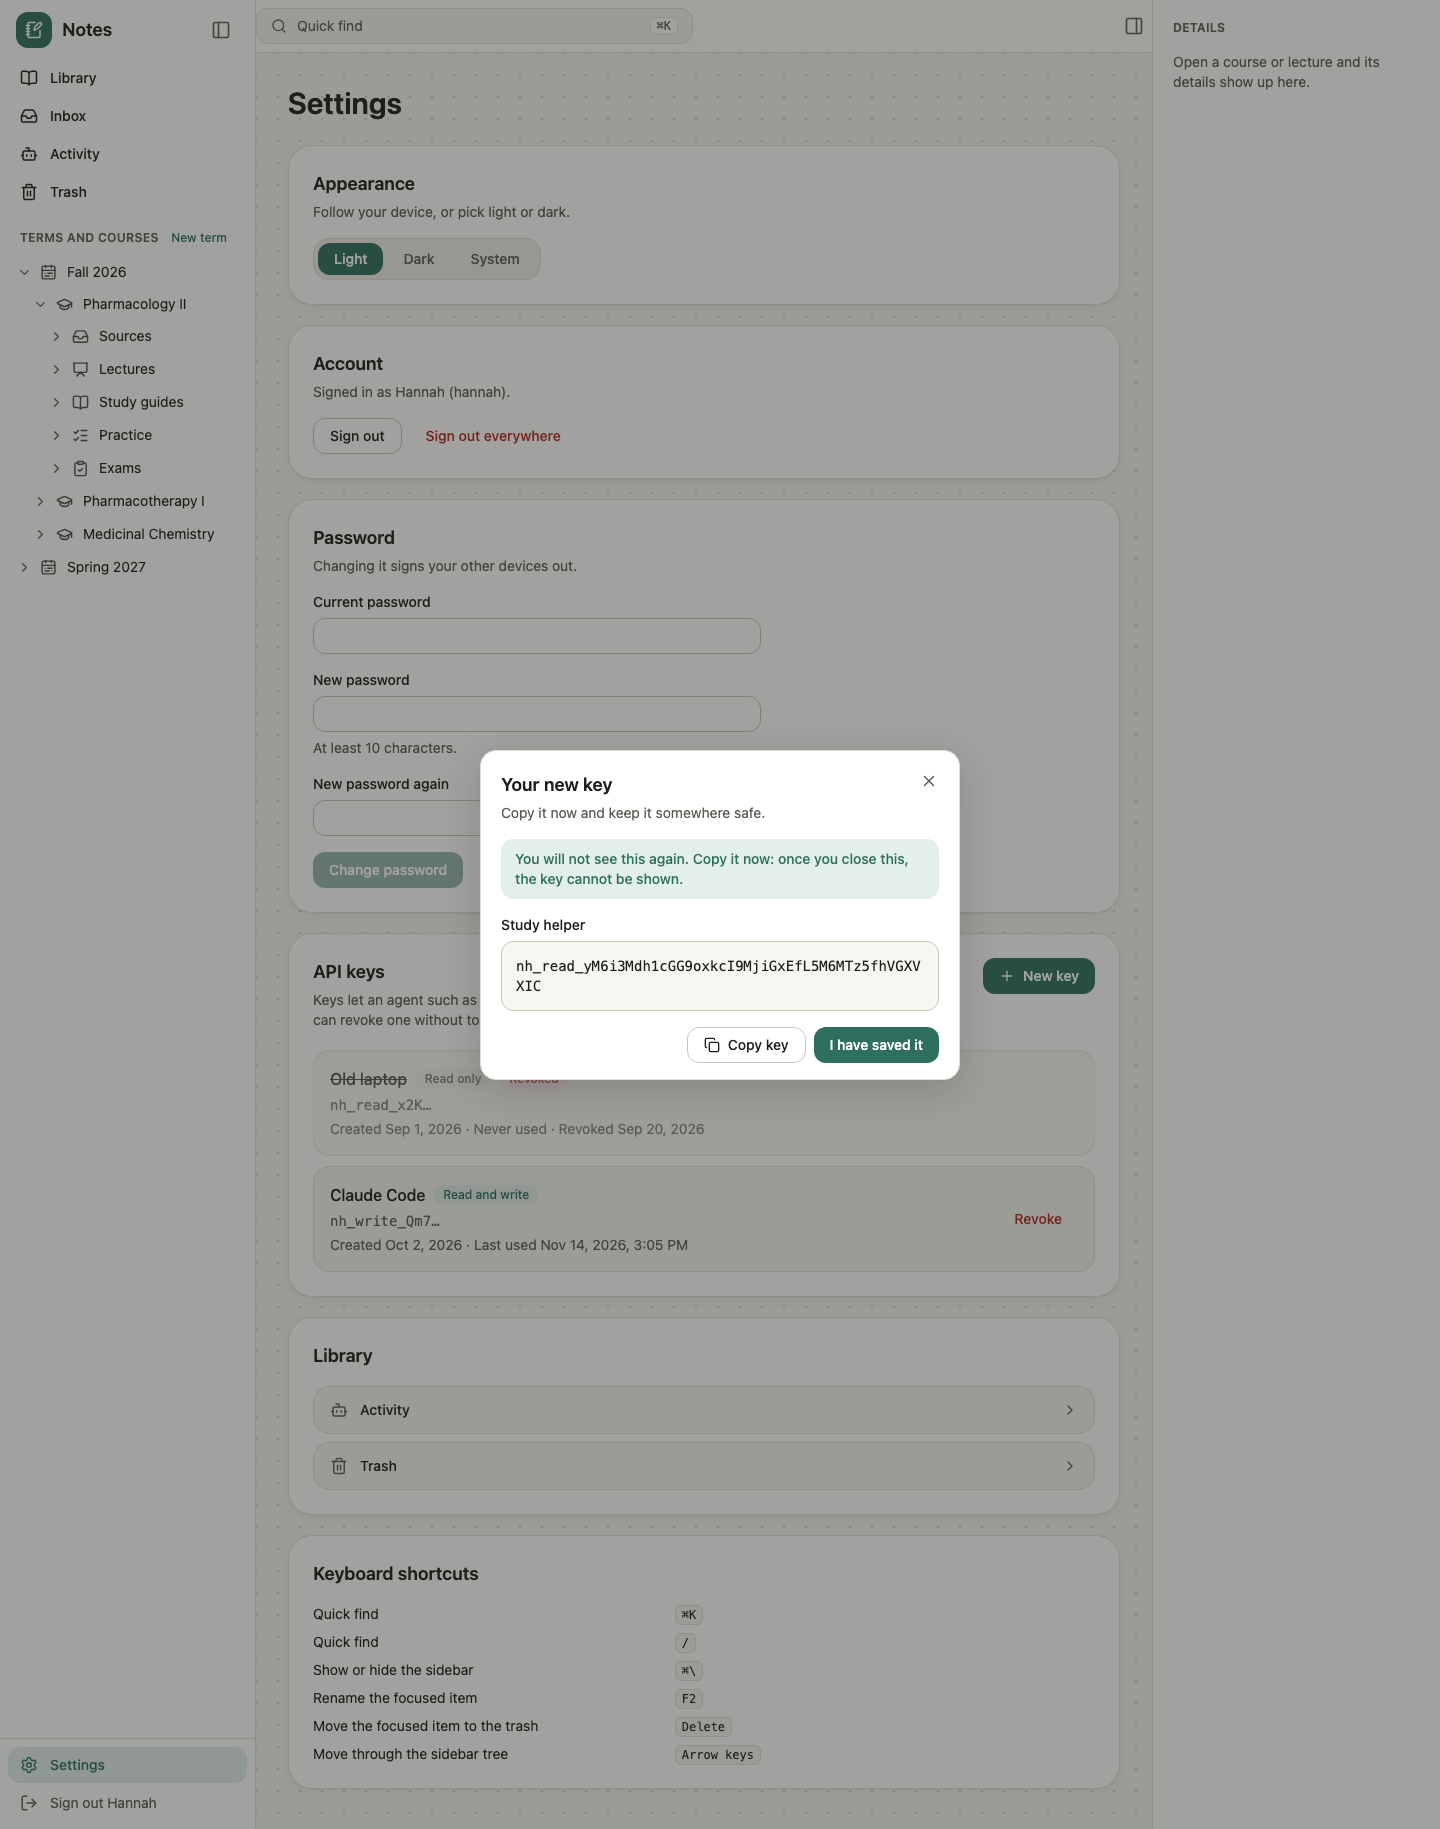 Notes
Library
Inbox
Activity
Trash
TERMS AND COURSES New term
Fall 2026
Pharmacology II
Sources
Lectures
Study guides
Practice
Exams
Pharmacotherapy I
Medicinal Chemistry
Spring 2027
Settings
Sign out Hannah
Quick find ⌘K
Settings
Appearance
Follow your device, or pick light or dark.
Light Dark System
Account
Signed in as Hannah (hannah).
Sign out Sign out everywhere
Password
Changing it signs your other devices out.
Current password
New password
At least 10 characters.
New password again
Change password
Your new key
Copy it now and keep it somewhere safe.
You will not see this again. Copy it now: once you close this,
the key cannot be shown.
Study helper
nh_read_yM6i3Mdh1cGG9oxkcI9MjiGxEfL5M6MTz5fhVGXV
XIC
Copy key I have saved it
API keys
New key
Keys let an agent such as
can revoke one without to
Old laptop Read only Revoked
nh_read_x2K…
Created Sep 1, 2026 · Never used · Revoked Sep 20, 2026
Claude Code Read and write
nh_write_Qm7…
Revoke
Created Oct 2, 2026 · Last used Nov 14, 2026, 3:05 PM
Library
Activity
Trash
Keyboard shortcuts
Quick find ⌘K
Quick find /
Show or hide the sidebar ⌘\
Rename the focused item F2
Move the focused item to the trash Delete
Move through the sidebar tree Arrow keys
DETAILS
Open a course or lecture and its
details show up here.